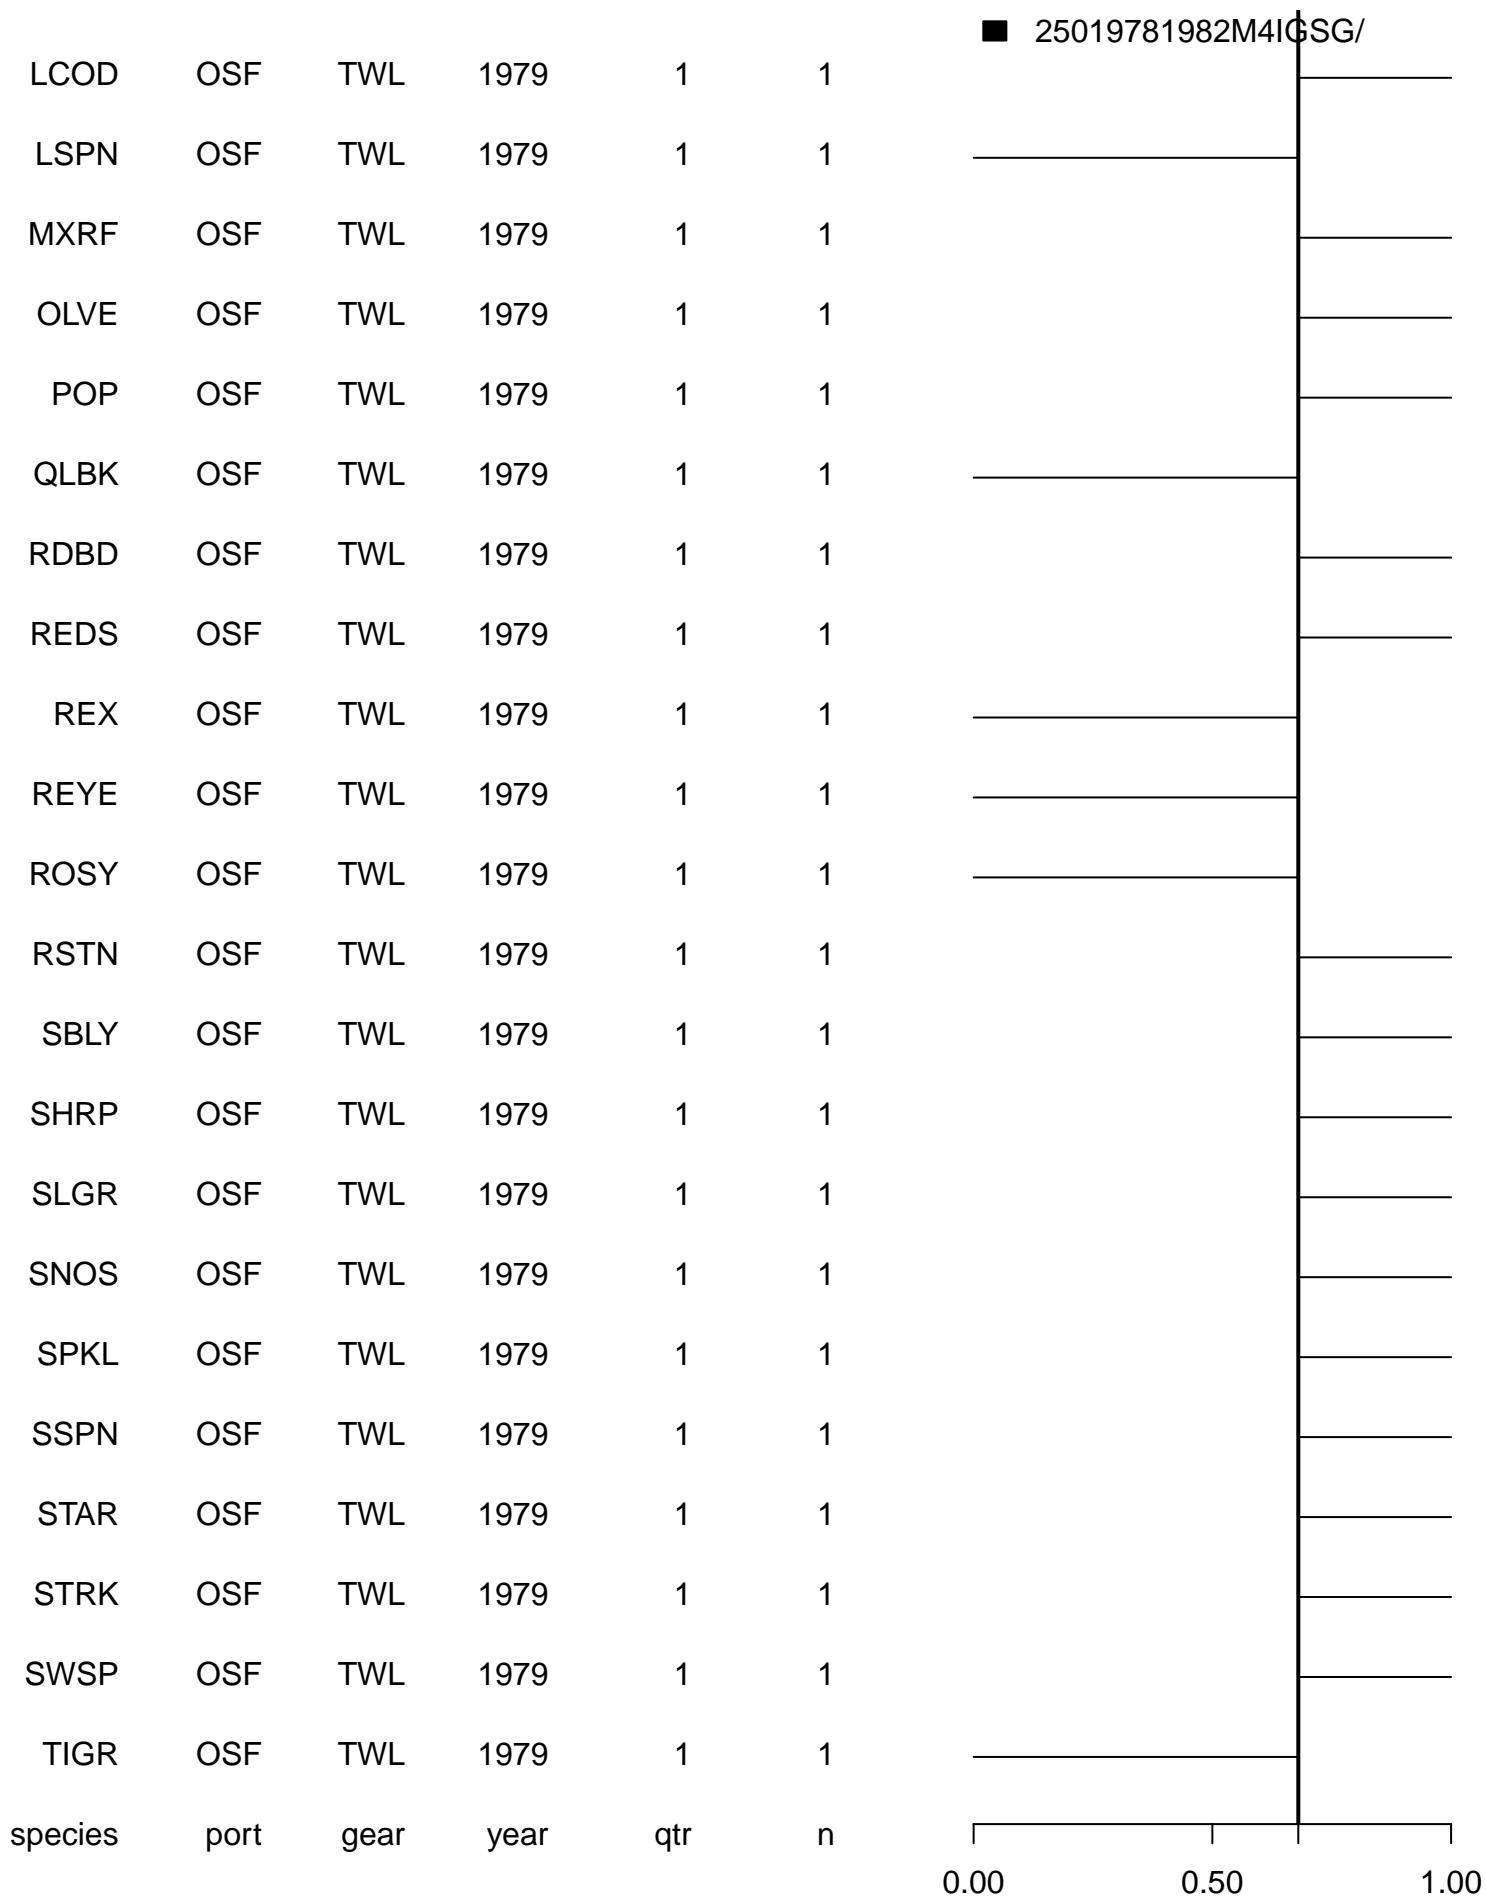 25019781982M4IGSG/
LCOD OSF TWL 1979 1 1
LSPN OSF TWL 1979 1 1
MXRF OSF TWL 1979 1 1
OLVE OSF TWL 1979 1 1
POP OSF TWL 1979 1 1
QLBK OSF TWL 1979 1 1
RDBD OSF TWL 1979 1 1
REDS OSF TWL 1979 1 1
REX OSF TWL 1979 1 1
REYE OSF TWL 1979 1 1
ROSY OSF TWL 1979 1 1
RSTN OSF TWL 1979 1 1
SBLY OSF TWL 1979 1 1
SHRP OSF TWL 1979 1 1
SLGR OSF TWL 1979 1 1
SNOS OSF TWL 1979 1 1
SPKL OSF TWL 1979 1 1
SSPN OSF TWL 1979 1 1
STAR OSF TWL 1979 1 1
STRK OSF TWL 1979 1 1
SWSP OSF TWL 1979 1 1
TIGR OSF TWL 1979 1 1
species port gear year qtr n
0.00 0.50 1.00